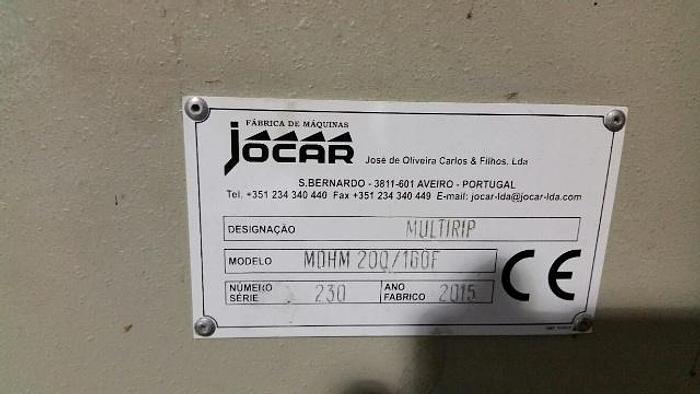 FÁBRICA DE MÁQUINAS
JOCAR José de Oliveira Carlos & Filhos, Lda
S.BERNARDO - 3811-601 AVEIRO - PORTUGAL
Tel. +351 234 340 440 Fax +351 234 340 449 E-mail: jocar-lda@jocar-lda.com
DESIGNAÇÃO MULTIRIP
MODELO MDHM 200/160F
NÚMERO SÉRIE 230 ANO FABRICO 2015
CE